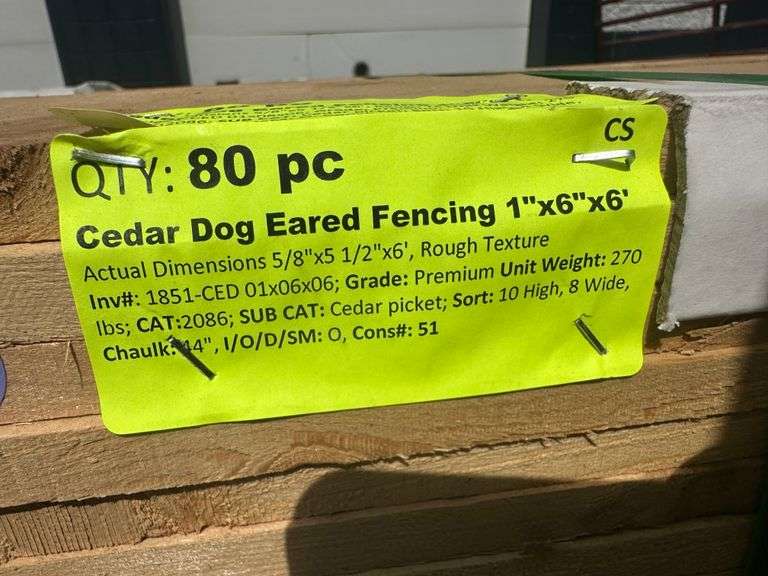 CS
QTY: 80 pc
Cedar Dog Eared Fencing 1"x6"x6'
Actual Dimensions 5/8"x5 1/2"x6', Rough Texture
Inv#: 1851-CED 01x06x06; Grade: Premium Unit Weight: 270
lbs; CAT:2086; SUB CAT: Cedar picket; Sort: 10 High, 8 Wide,
Chaulk: 44", I/O/D/SM: O, Cons#: 51